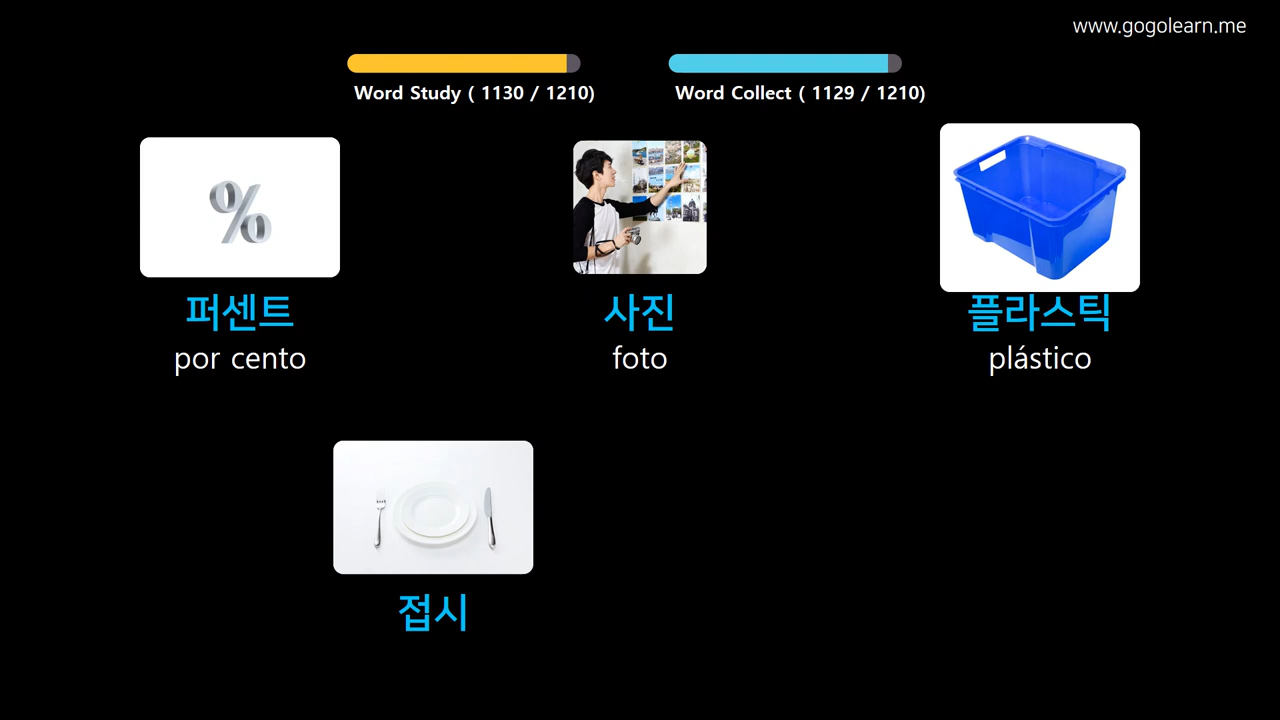 www.gogolearn.me
Word Study ( 1130 / 1210)
Word Collect ( 1129 / 1210)
%
퍼센트
por cento
사진
foto
플라스틱
plástico
접시